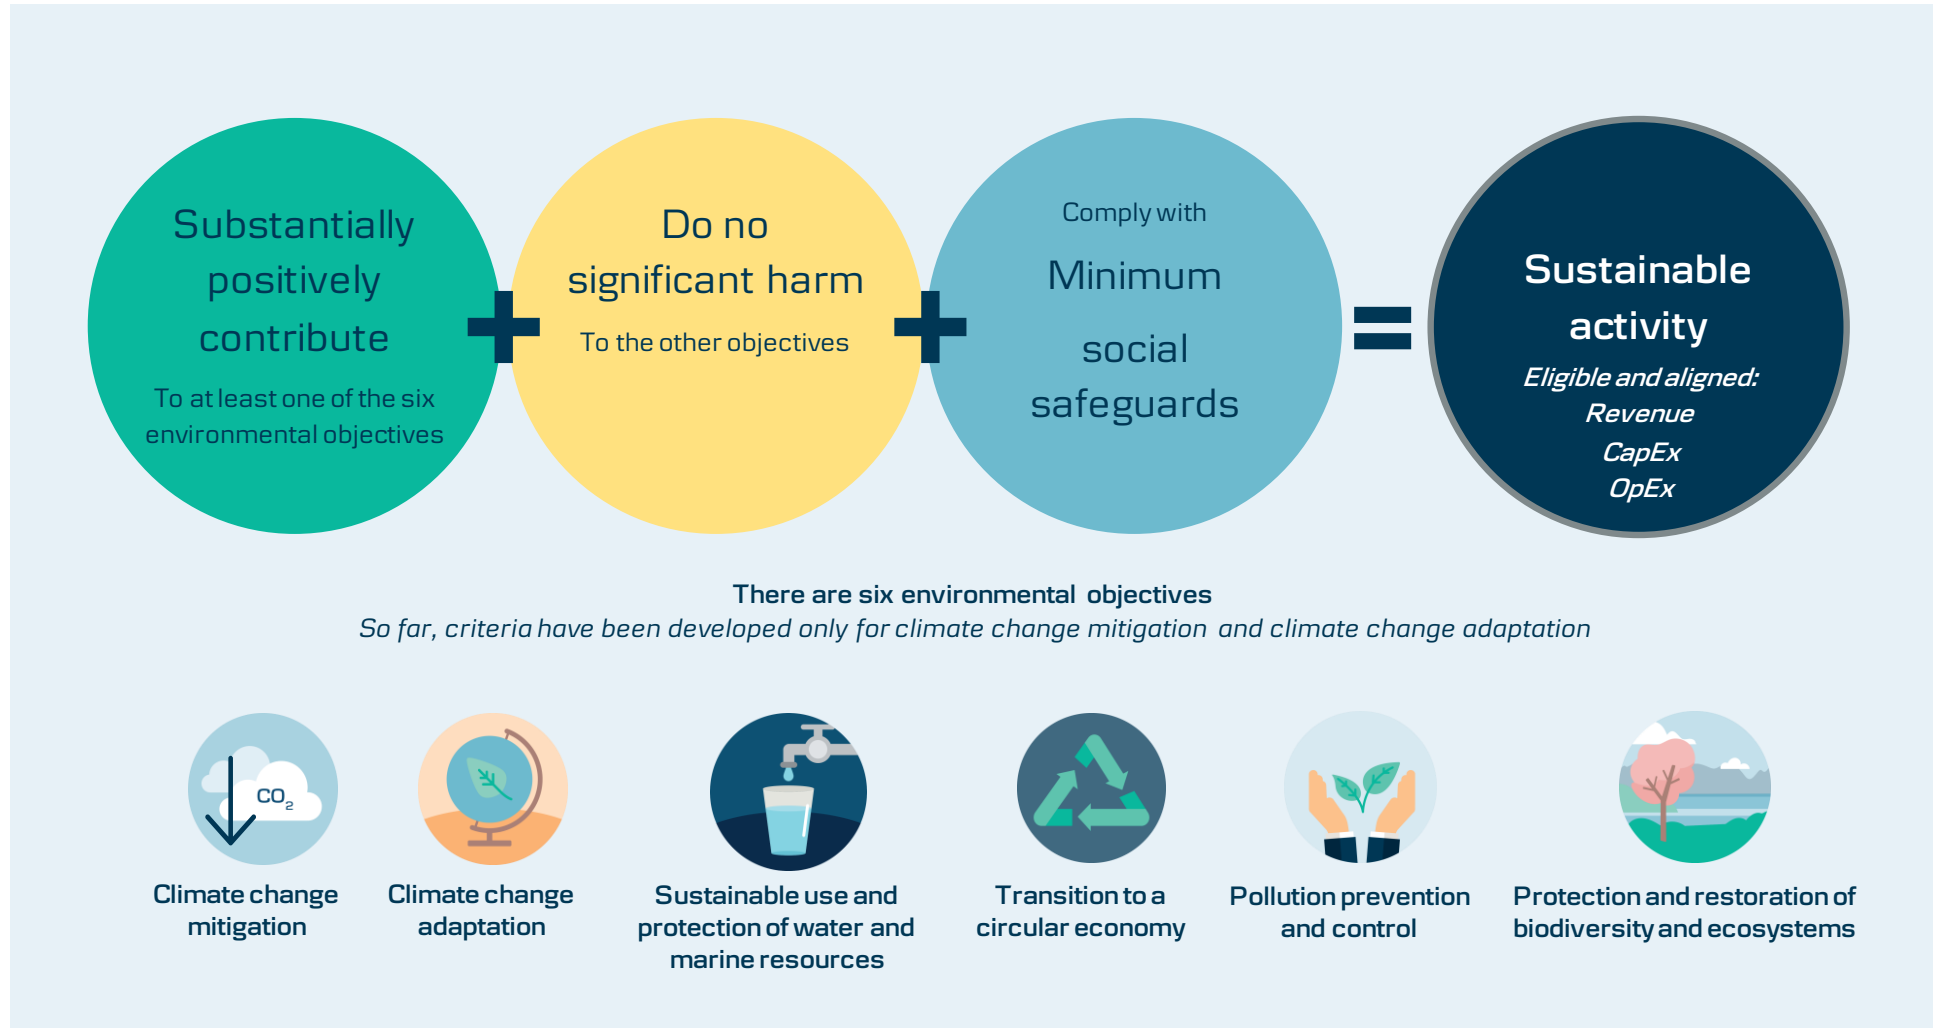 Substantially
positively
contribute
To at least one of the six
environmental objectives
+
Do no
significant harm
To the other objectives
+
Comply with
Minimum
social
safeguards
=
Sustainable
activity
Eligible and aligned:
Revenue
CapEx
OpEx
There are six environmental objectives
So far, criteria have been developed only for climate change mitigation and climate change adaptation
CO₂
Climate change
mitigation
Climate change
adaptation
Sustainable use and
protection of water and
marine resources
Transition to a
circular economy
Pollution prevention
and control
Protection and restoration of
biodiversity and ecosystems